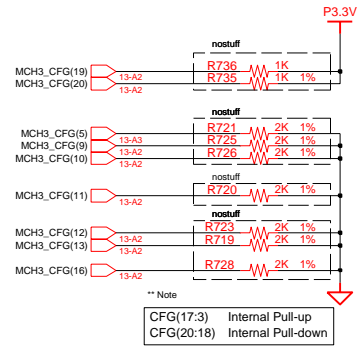 P3.3V
nostuff
MCH3_CFG(19) 13-A2 R736 1K
MCH3_CFG(20) 13-A2 R735 1K 1%
nostuff
MCH3_CFG(5) 13-A3 R721 2K 1%
MCH3_CFG(9) 13-A2 R725 2K 1%
MCH3_CFG(10) 13-A2 R726 2K 1%
nostuff
MCH3_CFG(11) 13-A2 R720 2K 1%
nostuff
MCH3_CFG(12) 13-A2 R723 2K 1%
MCH3_CFG(13) 13-A2 R719 2K 1%
MCH3_CFG(16) 13-A2 R728 2K 1%
** Note
CFG(17:3) Internal Pull-up
CFG(20:18) Internal Pull-down